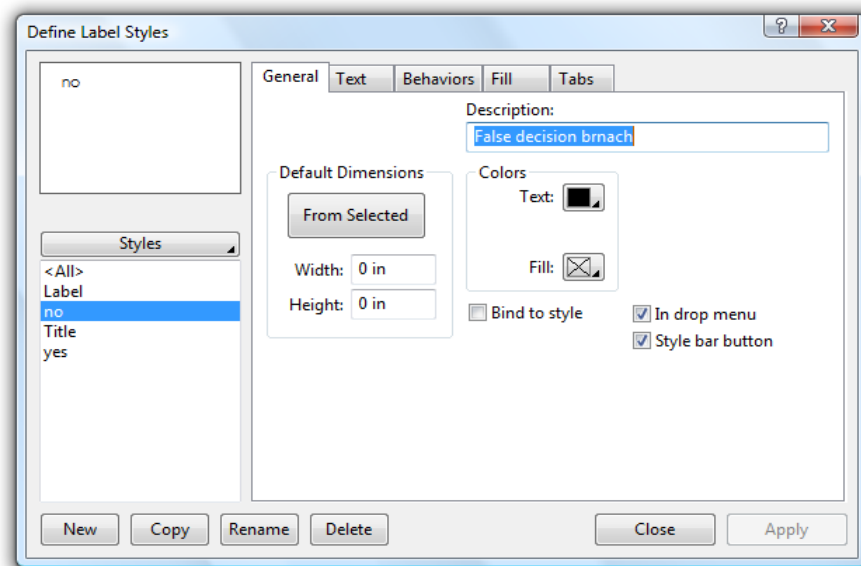 Define Label Styles
no
General
Text
Behaviors
Fill
Tabs
Description:
False decision brnach
Default Dimensions
From Selected
Width: 0 in
Height: 0 in
Colors
Text:
Fill:
Bind to style
In drop menu
Style bar button
Styles
<All>
Label
no
Title
yes
New
Copy
Rename
Delete
Close
Apply